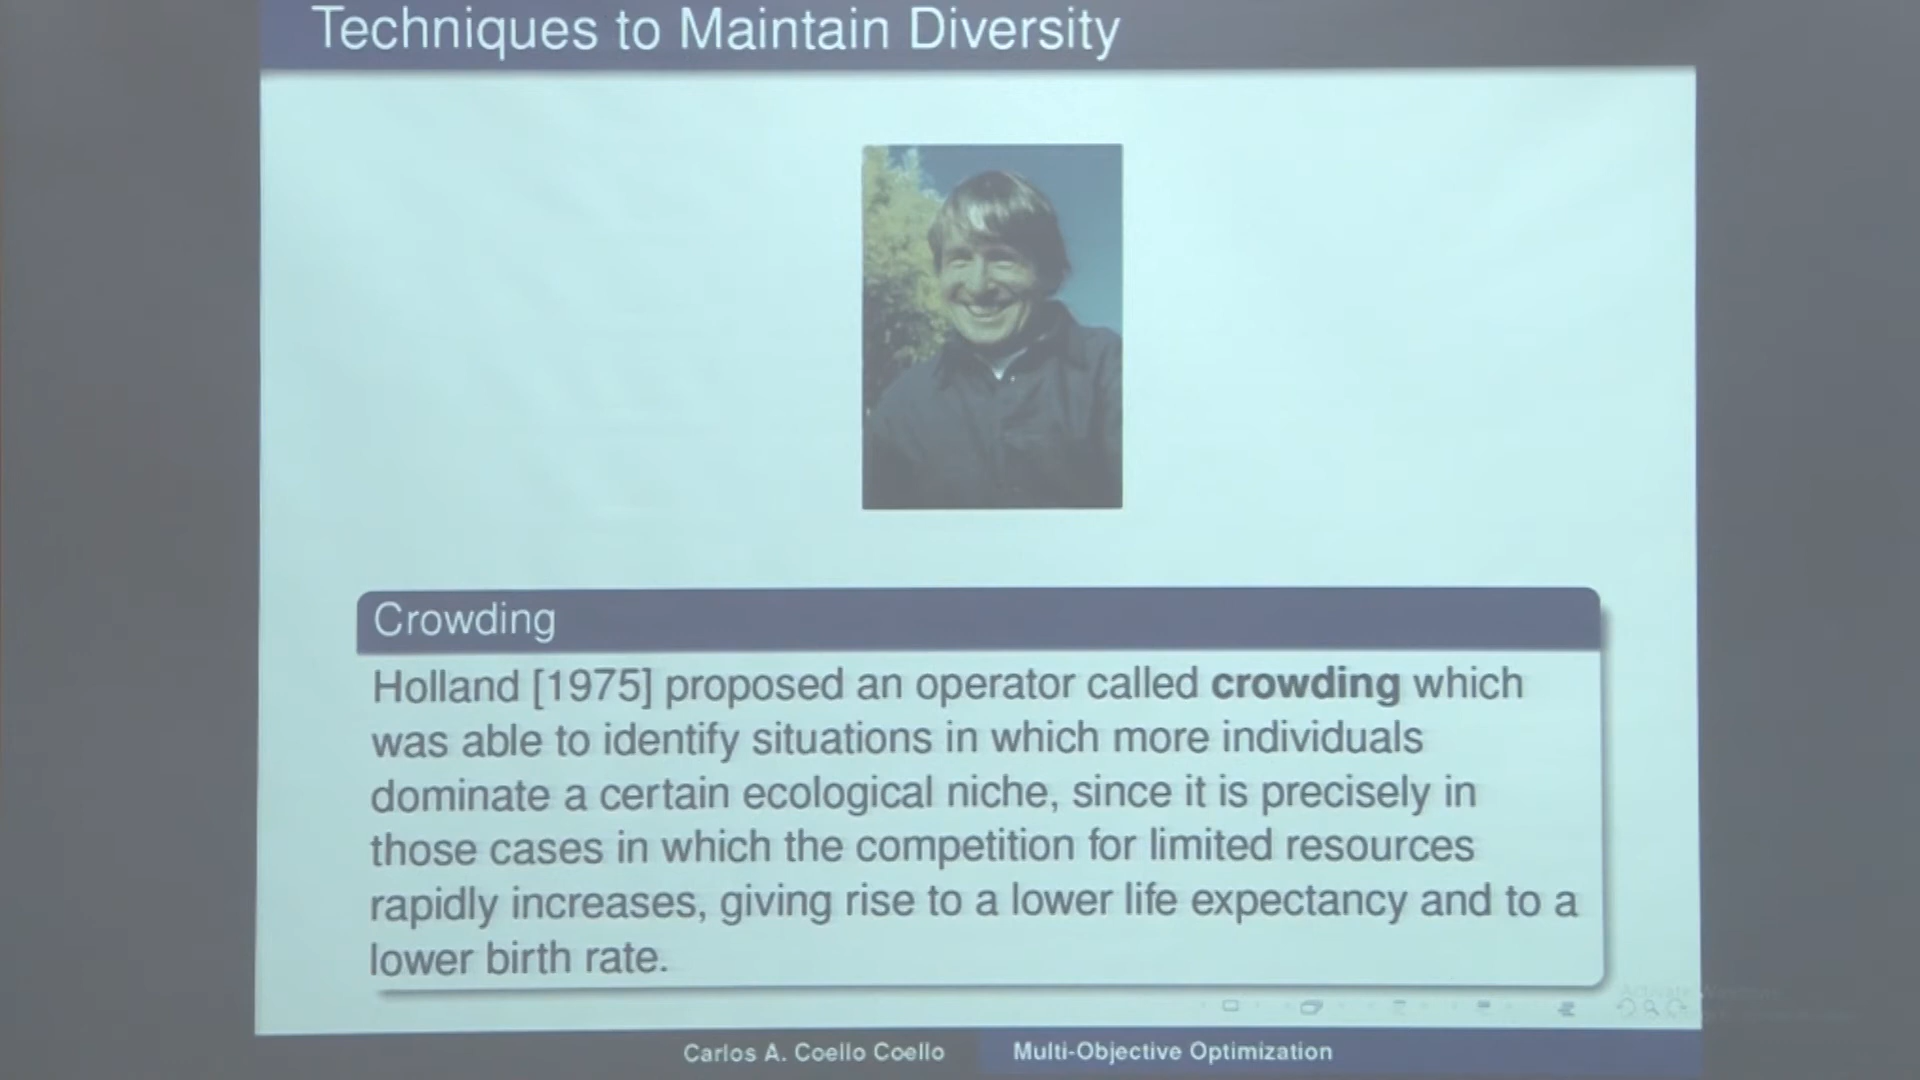 Techniques to Maintain Diversity
Crowding
Holland [1975] proposed an operator called crowding which
was able to identify situations in which more individuals
dominate a certain ecological niche, since it is precisely in
those cases in which the competition for limited resources
rapidly increases, giving rise to a lower life expectancy and to a
lower birth rate.
Carlos A. Coello Coello
Multi-Objective Optimization